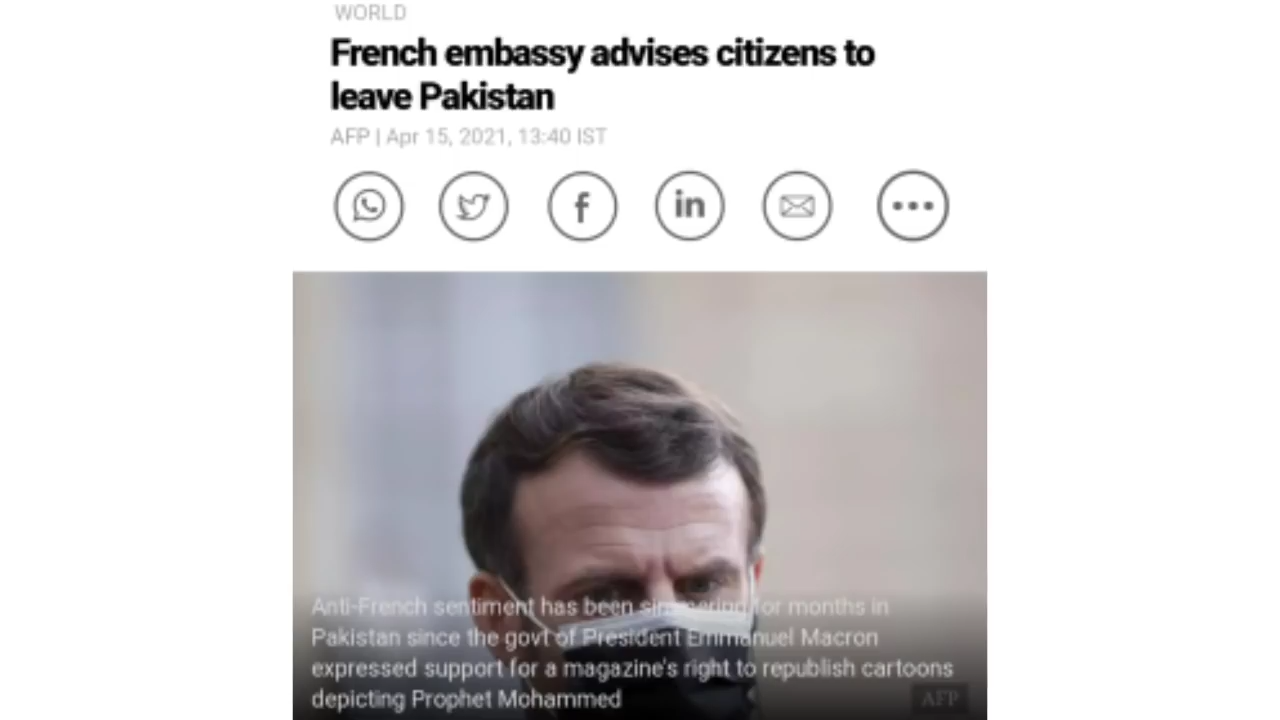 WORLD
French embassy advises citizens to
leave Pakistan
AFP | Apr 15, 2021, 13:40 IST
Anti-French sentiment has been simmering for months in
Pakistan since the govt of President Emmanuel Macron
expressed support for a magazine's right to republish cartoons
depicting Prophet Mohammed
AFP